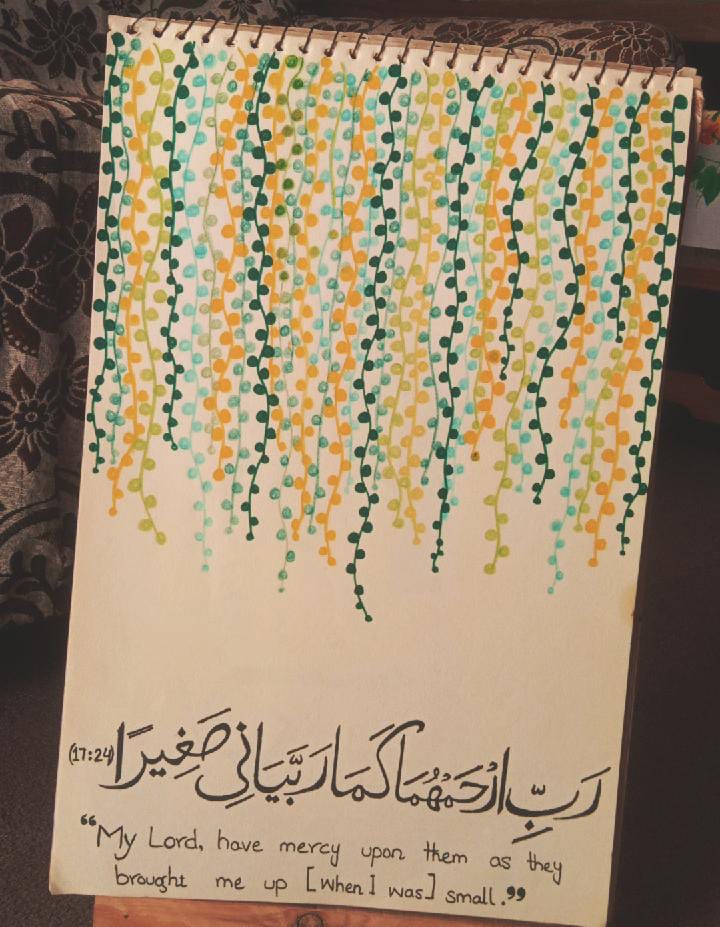 رَبِّ ارْحَمْهُمَا كَمَا رَبَّيَانِي صَغِيرًا (17:24)
“My Lord, have mercy upon them as they
brought me up [when I was] small.”